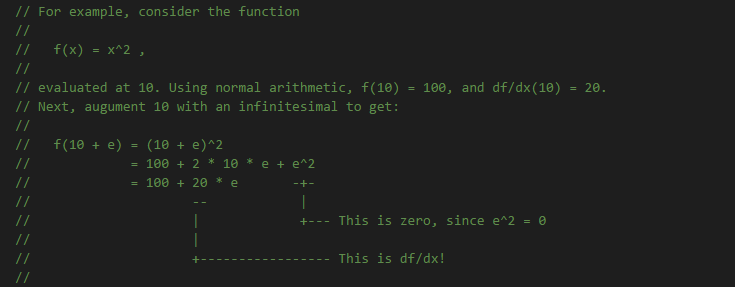 // For example, consider the function
//
//   f(x) = x^2 ,
//
// evaluated at 10. Using normal arithmetic, f(10) = 100, and df/dx(10) = 20.
// Next, augument 10 with an infinitesimal to get:
//
//   f(10 + e) = (10 + e)^2
//             = 100 + 2 * 10 * e + e^2
//             = 100 + 20 * e       -+-
//                     --            |
//                     |             +--- This is zero, since e^2 = 0
//                     |
//                     +----------------- This is df/dx!
//